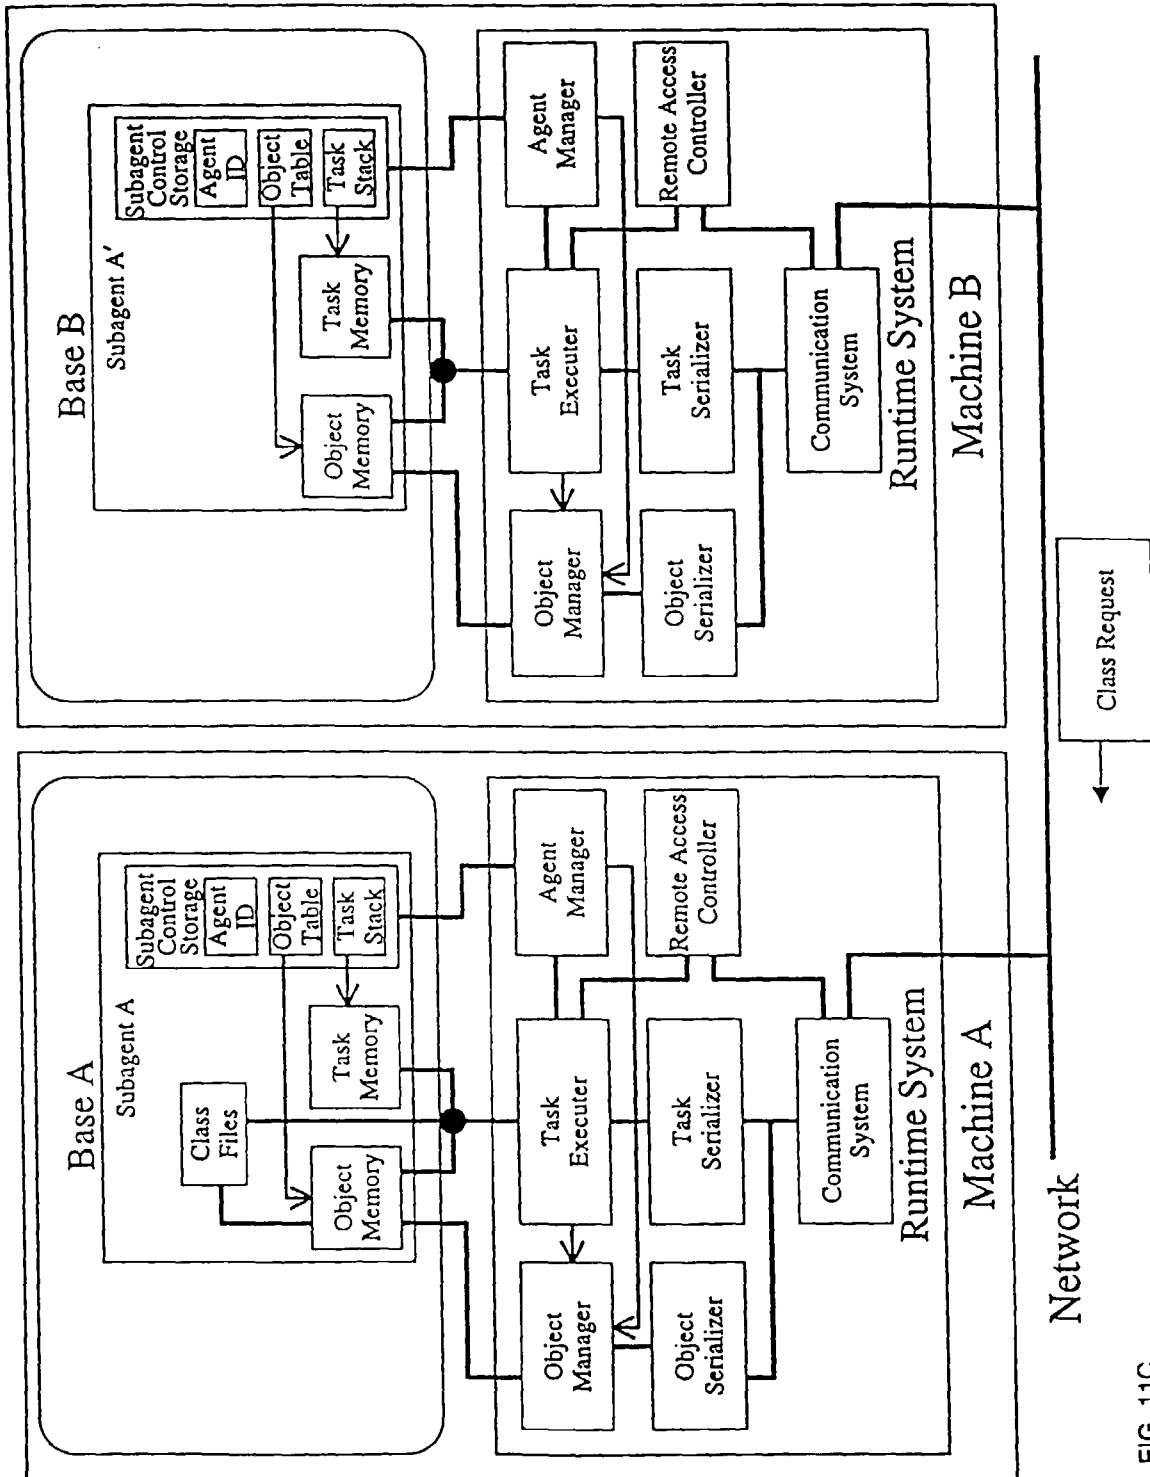 Base A
Subagent A
Class
Files
Object
Memory
Task
Memory
Subagent
Control
Storage
Agent
ID
Object
Table
Task
Stack
Object
Manager
Task
Executer
Agent
Manager
Object
Serializer
Task
Serializer
Remote Access
Controller
Communication
System
Runtime System
Machine A
Base B
Subagent A'
Object
Memory
Task
Memory
Subagent
Control
Storage
Agent
ID
Object
Table
Task
Stack
Object
Manager
Task
Executer
Agent
Manager
Object
Serializer
Task
Serializer
Remote Access
Controller
Communication
System
Runtime System
Machine B
Network
Class Request
FIG. 11C